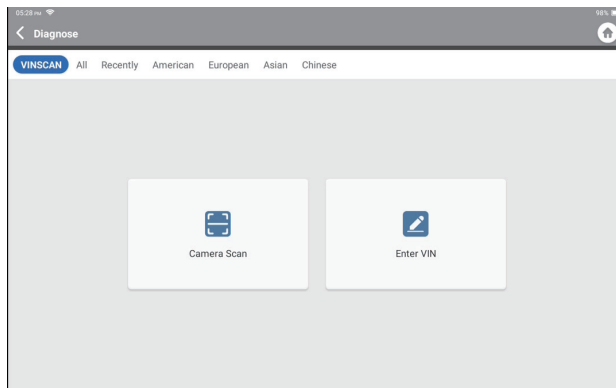 05:28 PM
98%
Diagnose
VINSCAN All Recently American European Asian Chinese
Camera Scan Enter VIN